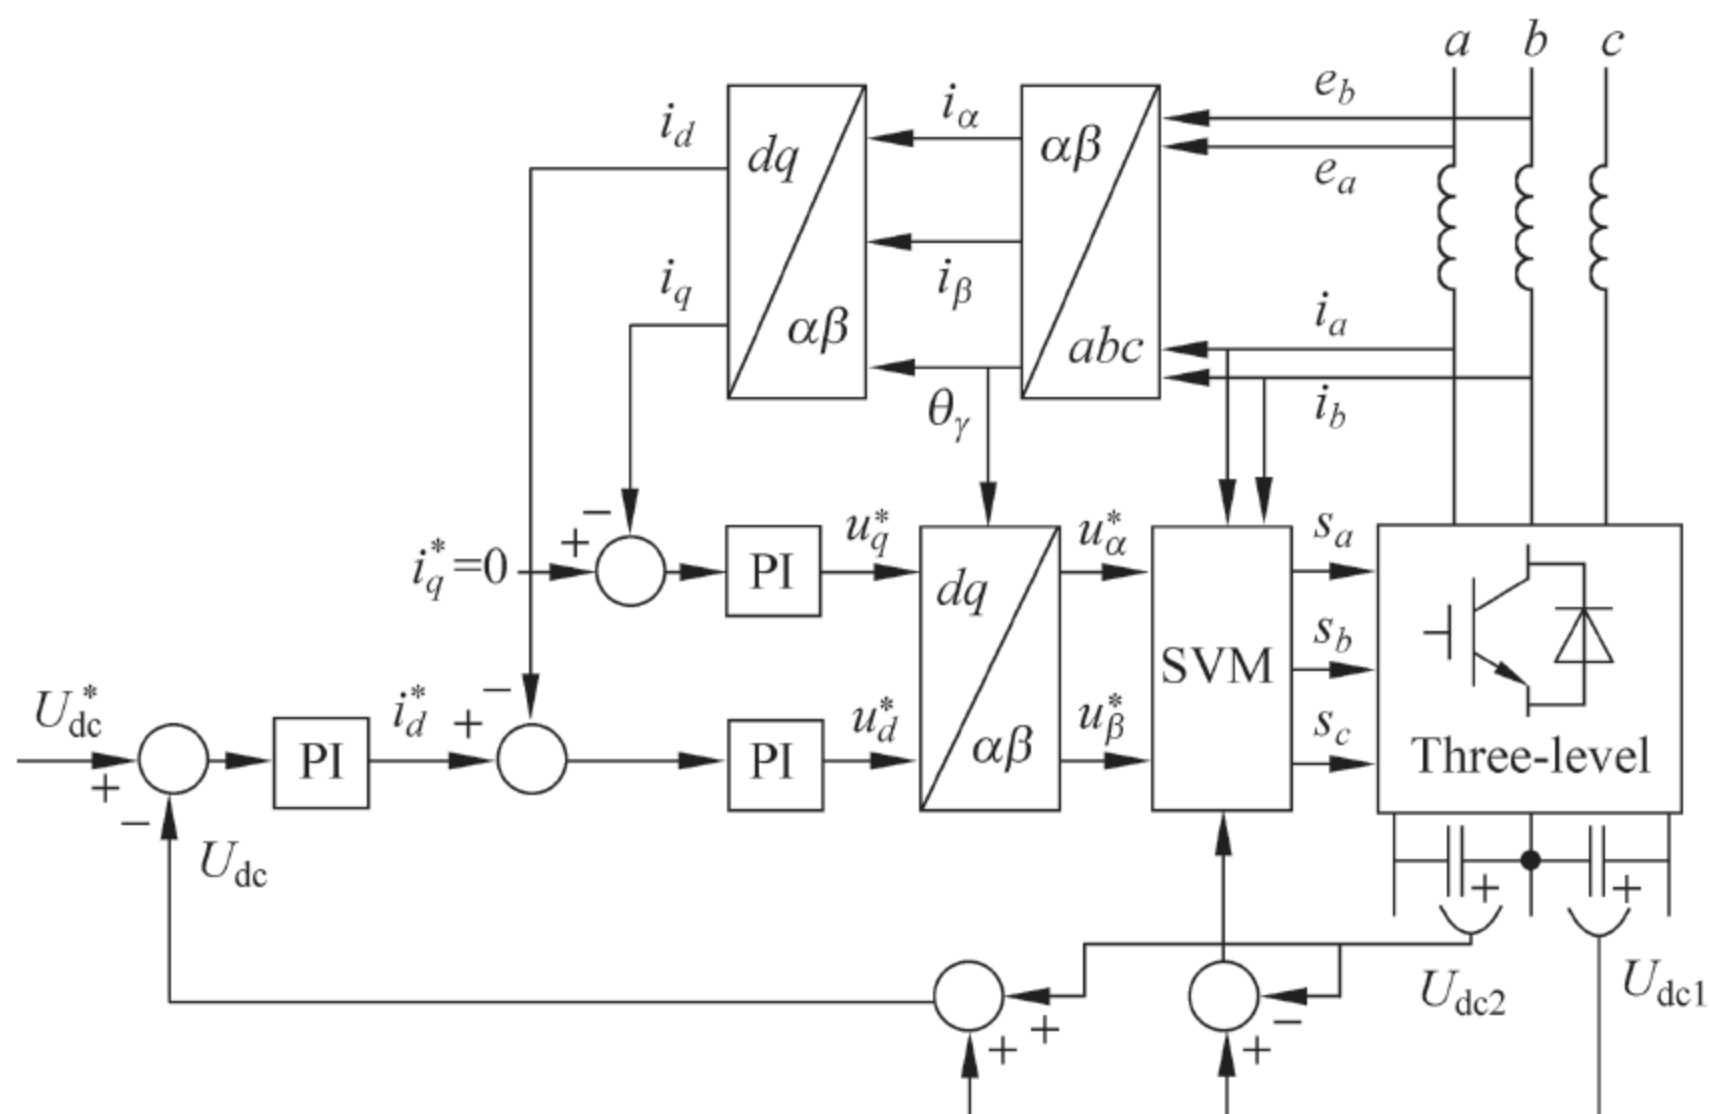 a b c
e_b
i_α
i_d
dq
αβ
e_a
i_q
i_β
i_a
αβ
abc
θ_γ
i_b
−
+
i_q^*=0
PI
u_q^*
u_α^*
s_a
dq
s_b
SVM
−
U_dc^*
i_d^*
+
u_d^*
u_β^*
s_c
PI
PI
αβ
Three-level
+
−
U_dc
+
+
U_dc2
U_dc1
+
−
+
+